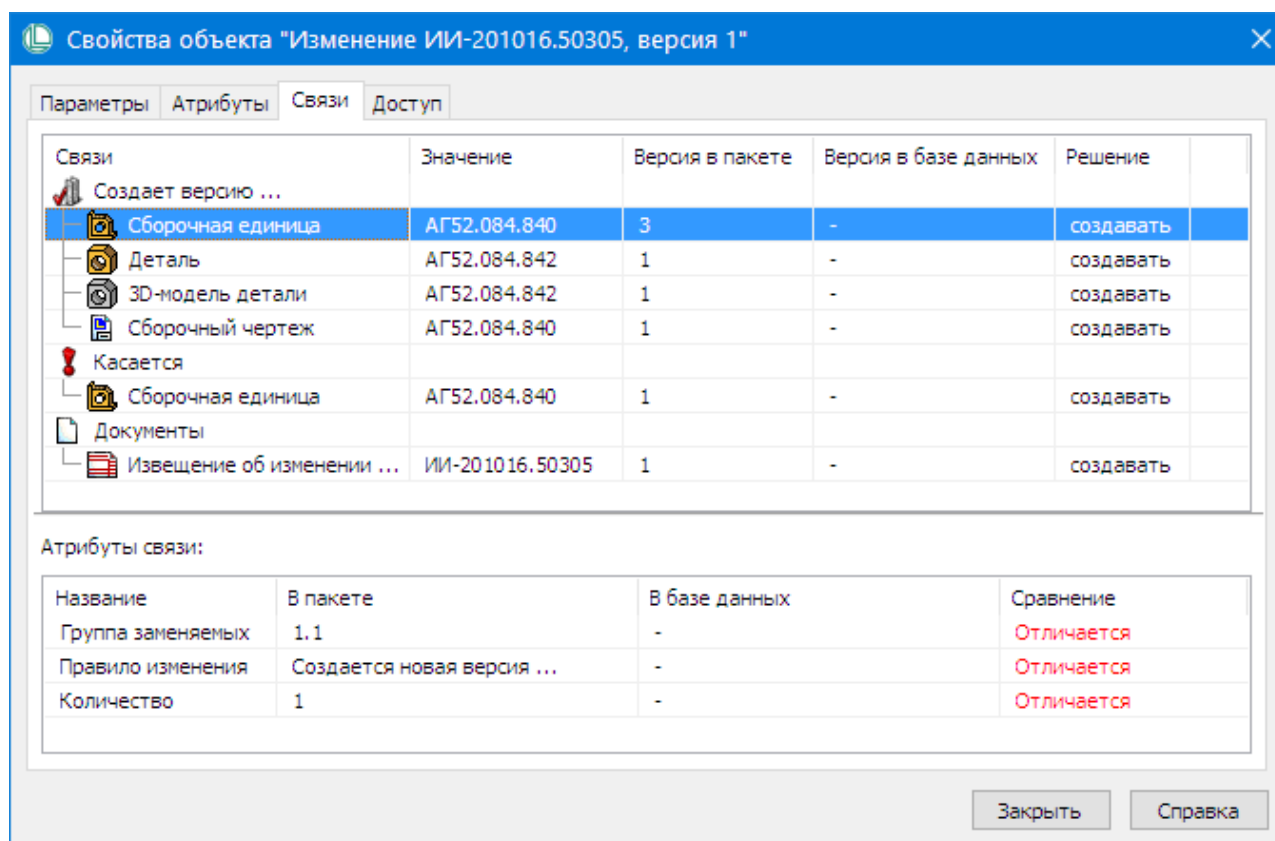 Свойства объекта "Изменение ИИ-201016.50305, версия 1"
Параметры Атрибуты Связи Доступ
Связи Значение Версия в пакете Версия в базе данных Решение
Создает версию ...
Сборочная единица АГ52.084.840 3 - создавать
Деталь АГ52.084.842 1 - создавать
3D-модель детали АГ52.084.842 1 - создавать
Сборочный чертеж АГ52.084.840 1 - создавать
Касается
Сборочная единица АГ52.084.840 1 - создавать
Документы
Извещение об изменении ... ИИ-201016.50305 1 - создавать
Атрибуты связи:
Название В пакете В базе данных Сравнение
Группа заменяемых 1.1 - Отличается
Правило изменения Создается новая версия ... - Отличается
Количество 1 - Отличается
Закрыть Справка